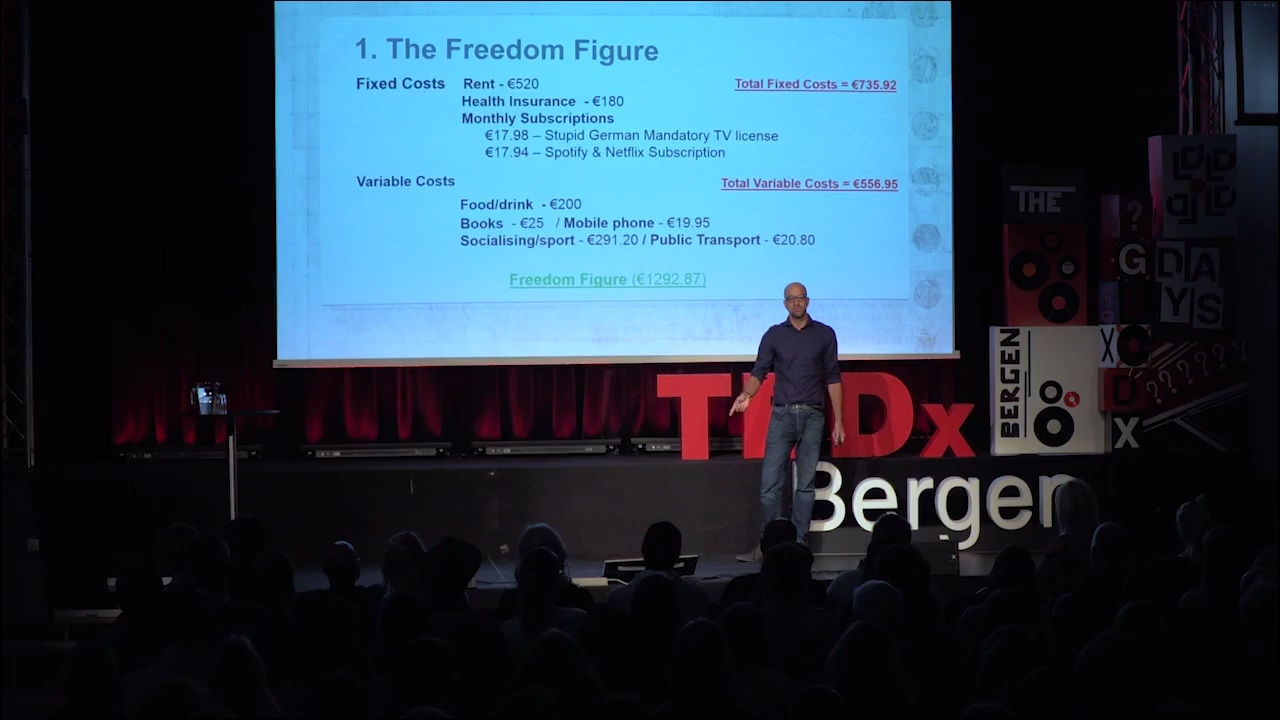 1. The Freedom Figure
Fixed Costs Rent - €520 Total Fixed Costs = €735.92
Health Insurance - €180
Monthly Subscriptions
€17.98 – Stupid German Mandatory TV license
€17.94 – Spotify & Netflix Subscription
Variable Costs Total Variable Costs = €556.95
Food/drink - €200
Books - €25 / Mobile phone - €19.95
Socialising/sport - €291.20 / Public Transport - €20.80
Freedom Figure (€1292.87)
THE
?
G DA
YS
BERGEN
X
D
??????
X
TEDx
Bergen